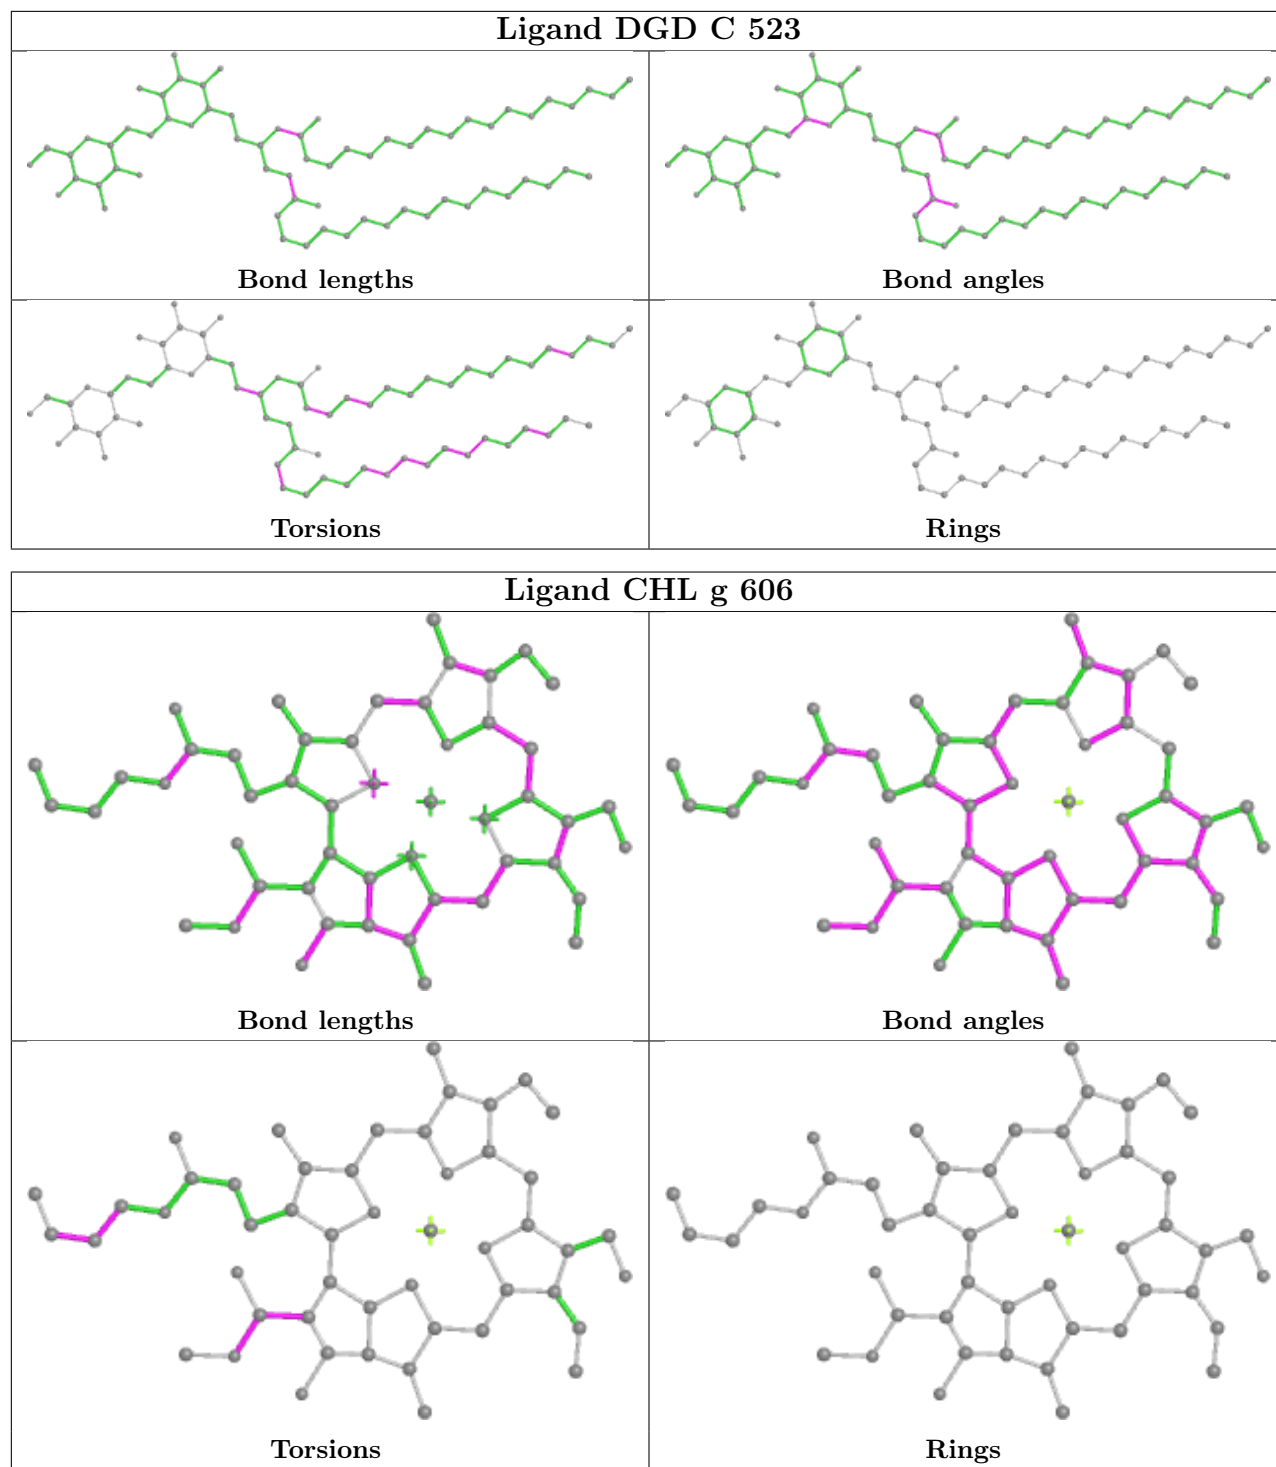 Ligand DGD C 523
Bond lengths
Bond angles
Torsions
Rings
Ligand CHL g 606
Bond lengths
Bond angles
Torsions
Rings